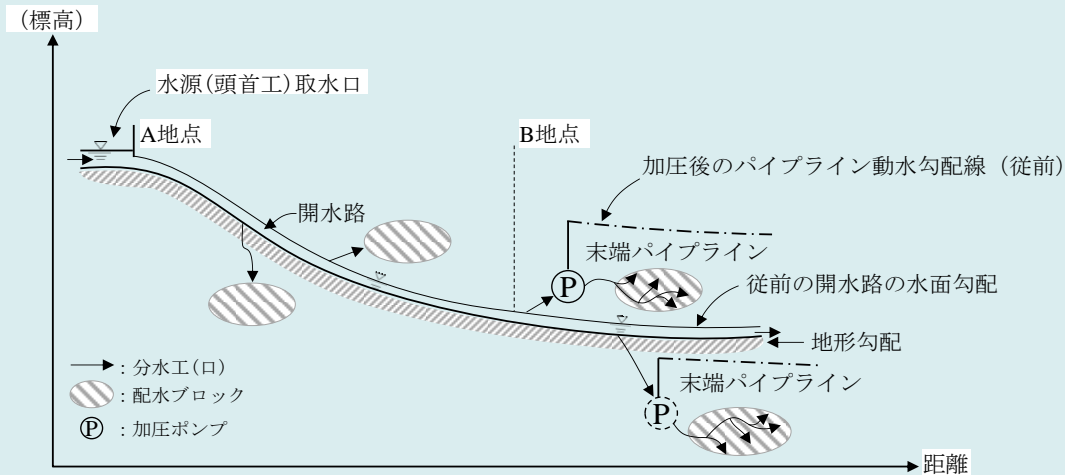 （標高）
水源(頭首工)取水口
A地点
B地点
加圧後のパイプライン動水勾配線（従前）
開水路
末端パイプライン
P
従前の開水路の水面勾配
地形勾配
：分水工(口)
末端パイプライン
：配水ブロック
P
P ：加圧ポンプ
距離